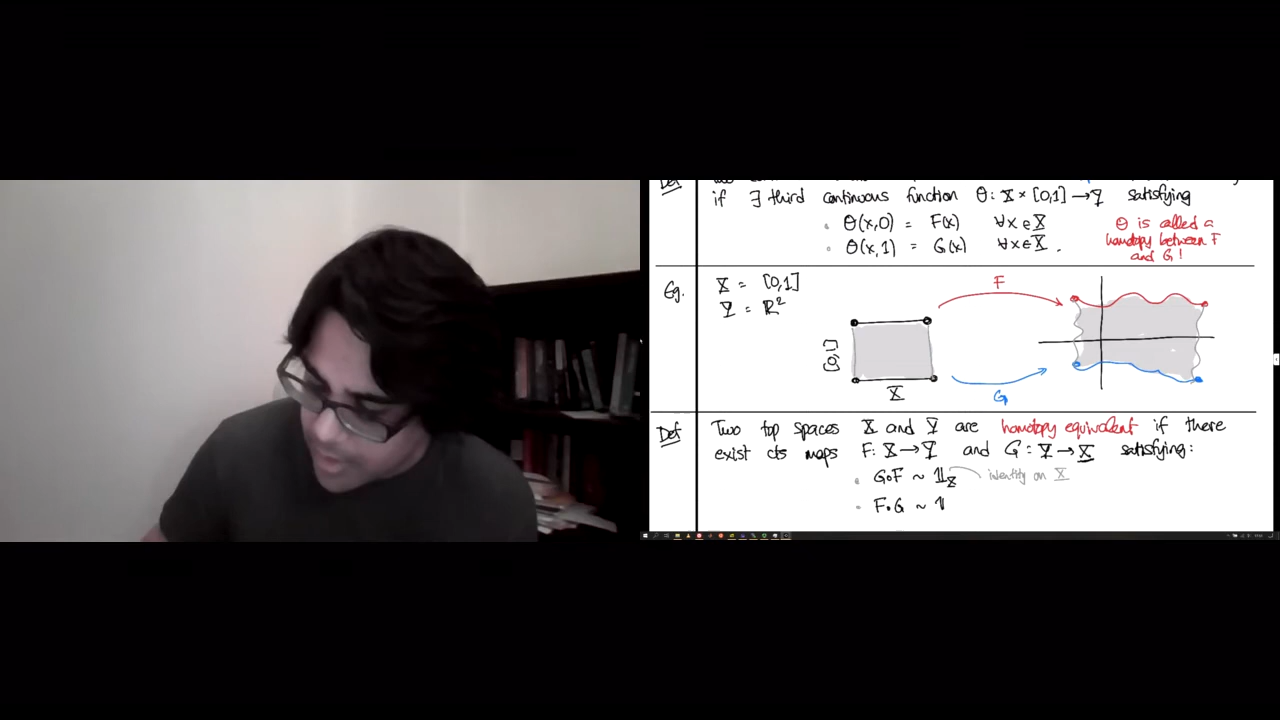 if ∃ third continuous function Θ: X × [0,1] → Y satisfying
• Θ(x,0) = F(x) ∀x∈X
• Θ(x,1) = G(x) ∀x∈X.
Θ is called a
homotopy between F
and G!
Eg.
X = [0,1]
Y = ℝ²
F
[0,1]
X
G
Def
Two top spaces X and Y are homotopy equivalent if there
exist cts maps F: X → Y and G: Y → X satisfying:
• G∘F ~ 𝟙_X identity on X
• F∘G ~ 𝟙